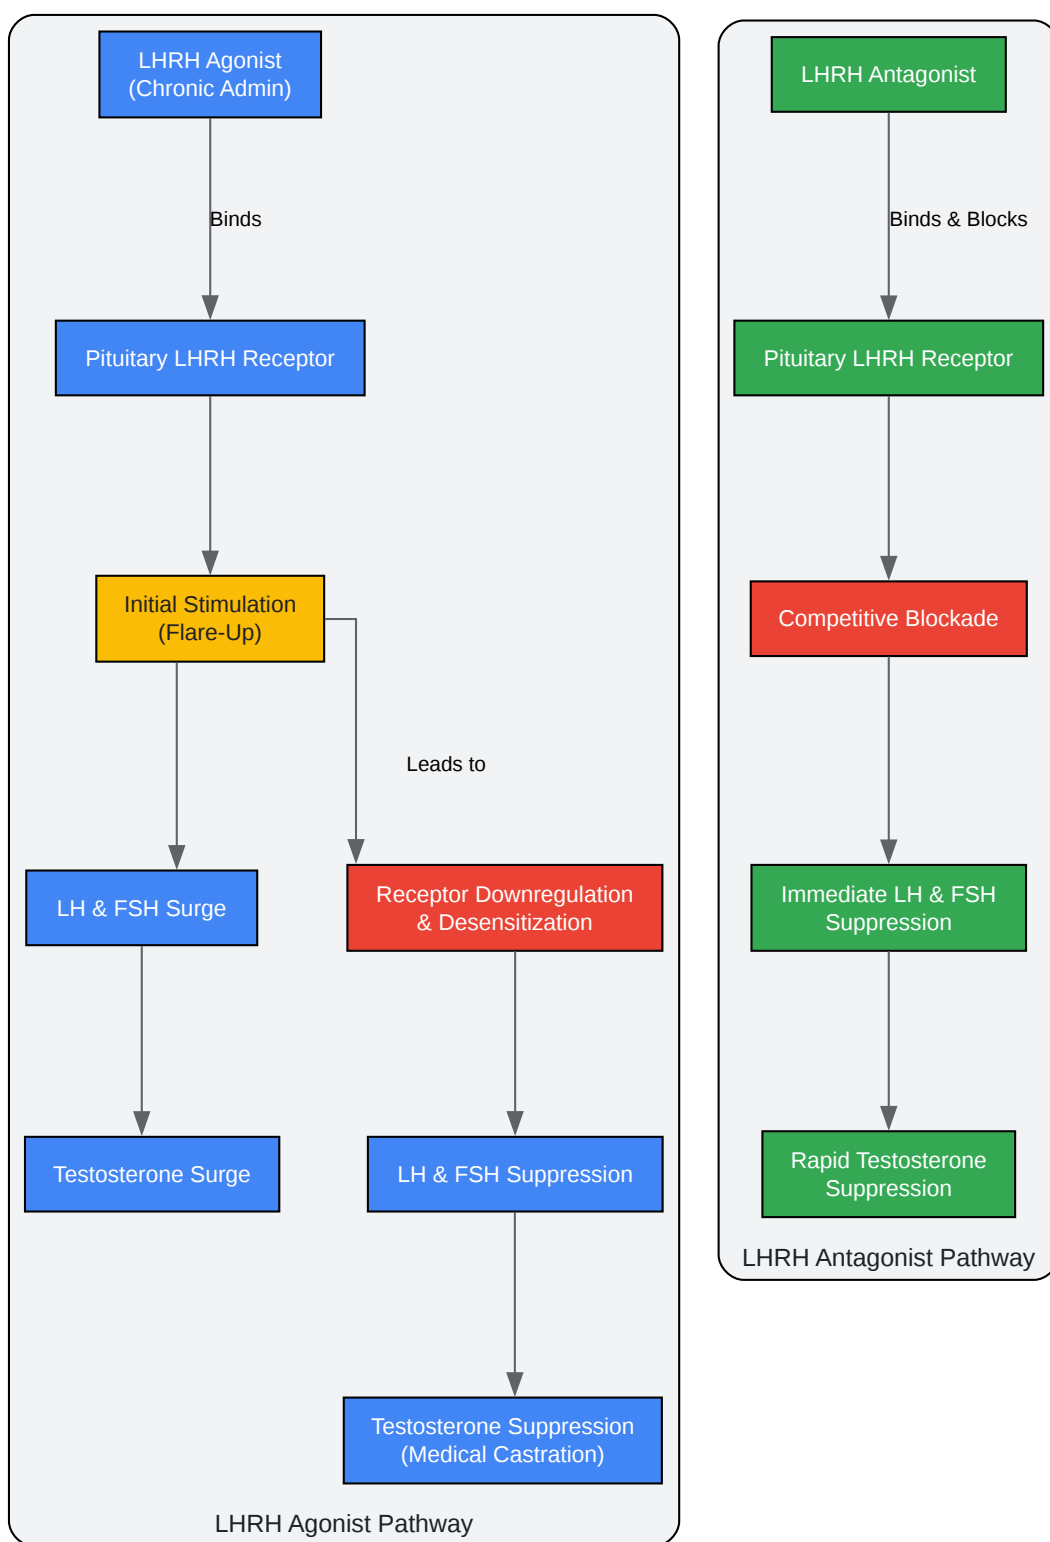 LHRH Agonist
(Chronic Admin)
Binds
Pituitary LHRH Receptor
Initial Stimulation
(Flare-Up)
Leads to
LH & FSH Surge
Receptor Downregulation
& Desensitization
Testosterone Surge
LH & FSH Suppression
Testosterone Suppression
(Medical Castration)
LHRH Agonist Pathway
LHRH Antagonist
Binds & Blocks
Pituitary LHRH Receptor
Competitive Blockade
Immediate LH & FSH
Suppression
Rapid Testosterone
Suppression
LHRH Antagonist Pathway